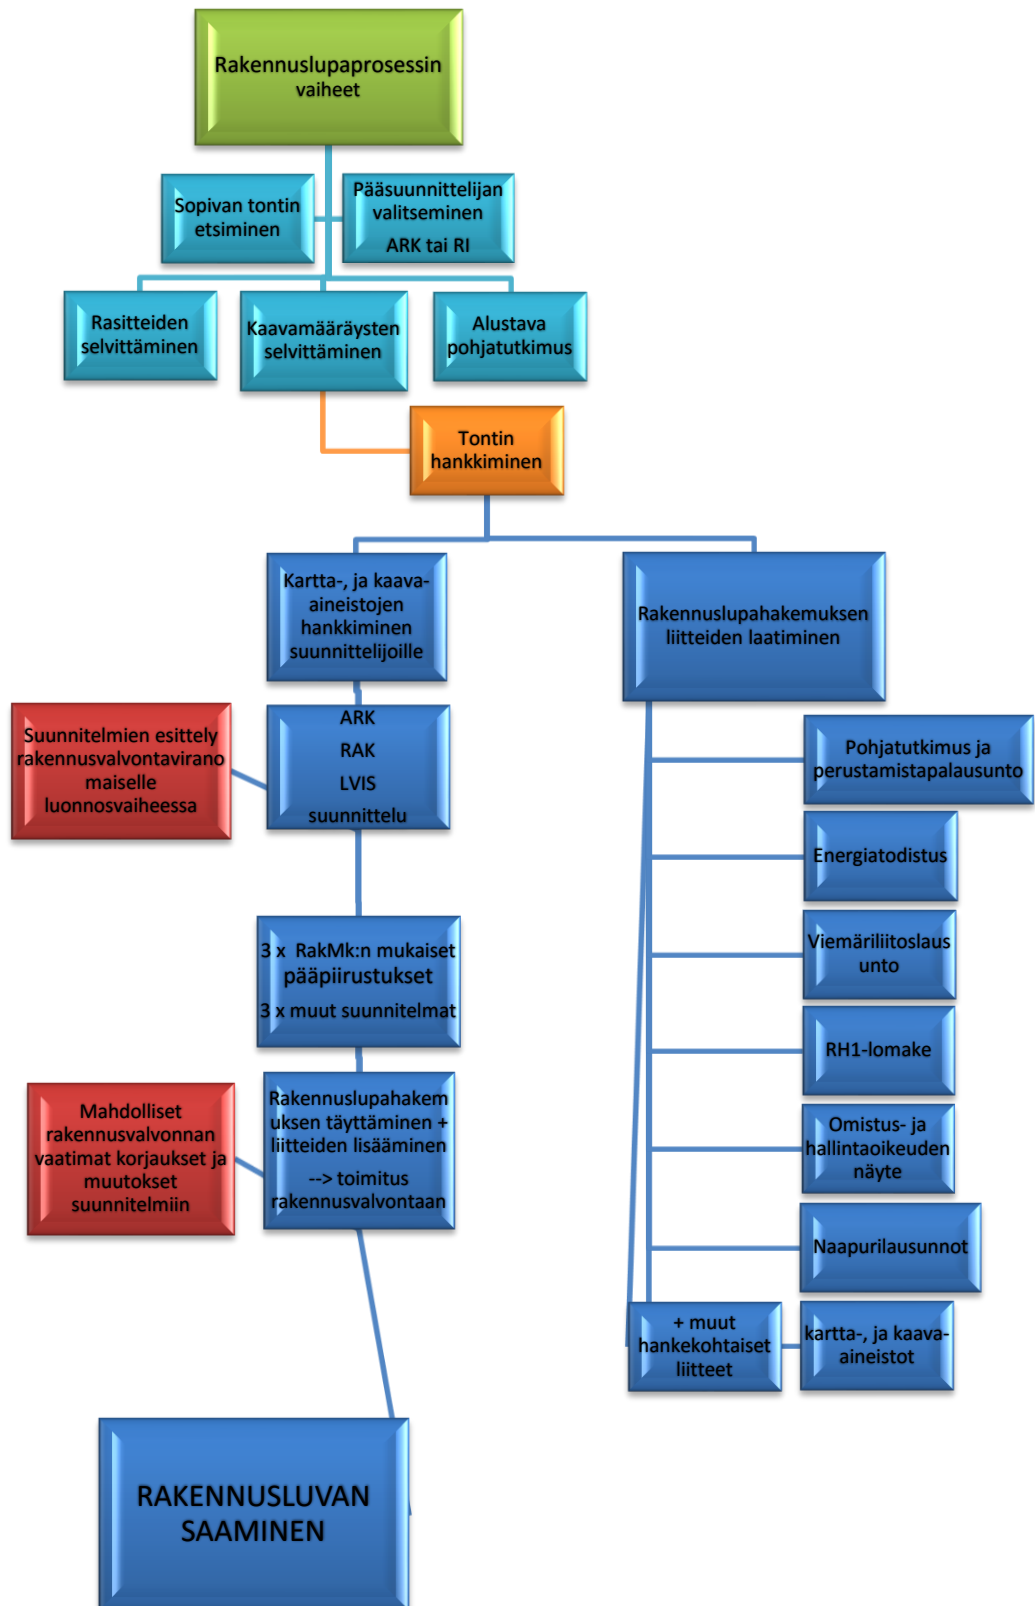 Rakennuslupaprosessin
vaiheet
Sopivan tontin
etsiminen
Pääsuunnittelijan
valitseminen
ARK tai RI
Rasitteiden
selvittäminen
Kaavamääräysten
selvittäminen
Alustava
pohjatutkimus
Tontin
hankkiminen
Kartta-, ja kaava-
aineistojen
hankkiminen
suunnittelijoille
Rakennuslupahakemuksen
liitteiden laatiminen
Suunnitelmien esittely
rakennusvalvontavirano
maiselle
luonnosvaiheessa
ARK
RAK
LVIS
suunnittelu
Pohjatutkimus ja
perustamistapalausunto
Energiatodistus
Viemäriliitoslaus
unto
RH1-lomake
Omistus- ja
hallintaoikeuden
näyte
Naapurilausunnot
+ muut
hankekohtaiset
liitteet
kartta-, ja kaava-
aineistot
3 x RakMk:n mukaiset
pääpiirustukset
3 x muut suunnitelmat
Mahdolliset
rakennusvalvonnan
vaatimat korjaukset ja
muutokset
suunnitelmiin
Rakennuslupahakem
uksen täyttäminen +
liitteiden lisääminen
--> toimitus
rakennusvalvontaan
RAKENNUSLUVAN
SAAMINEN